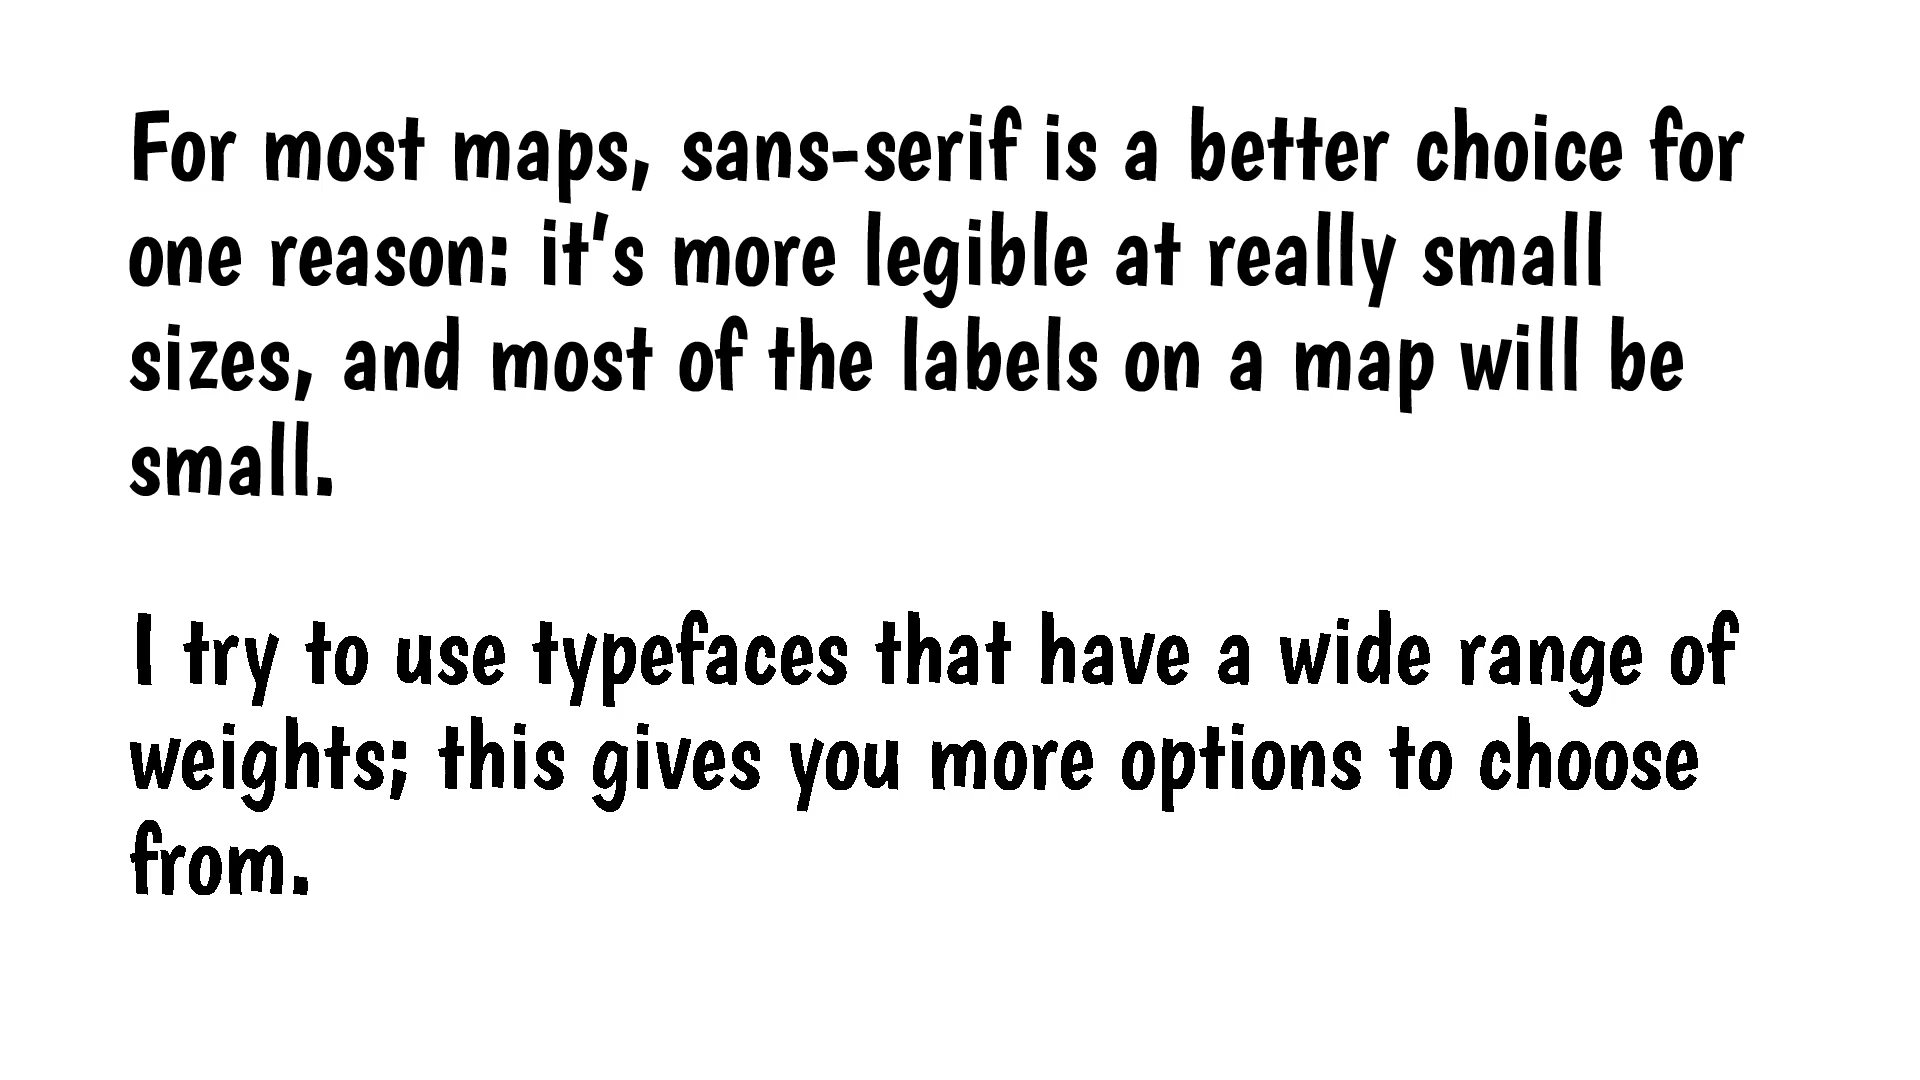 For most maps, sans-serif is a better choice for
one reason: it's more legible at really small
sizes, and most of the labels on a map will be
small.
I try to use typefaces that have a wide range of
weights; this gives you more options to choose
from.